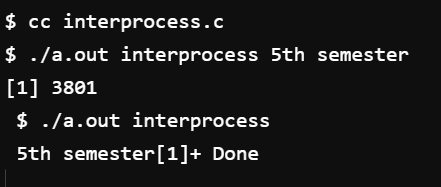 $ cc interprocess.c
$ ./a.out interprocess 5th semester
[1] 3801
$ ./a.out interprocess
5th semester[1]+ Done